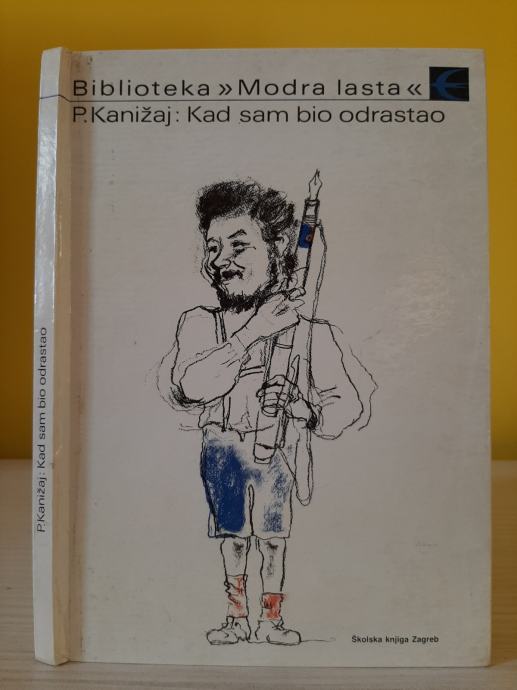 Biblioteka »Modra lasta«
P.Kanižaj: Kad sam bio odrastao
P.Kanižaj: Kad sam bio odrastao
Školska knjiga Zagreb